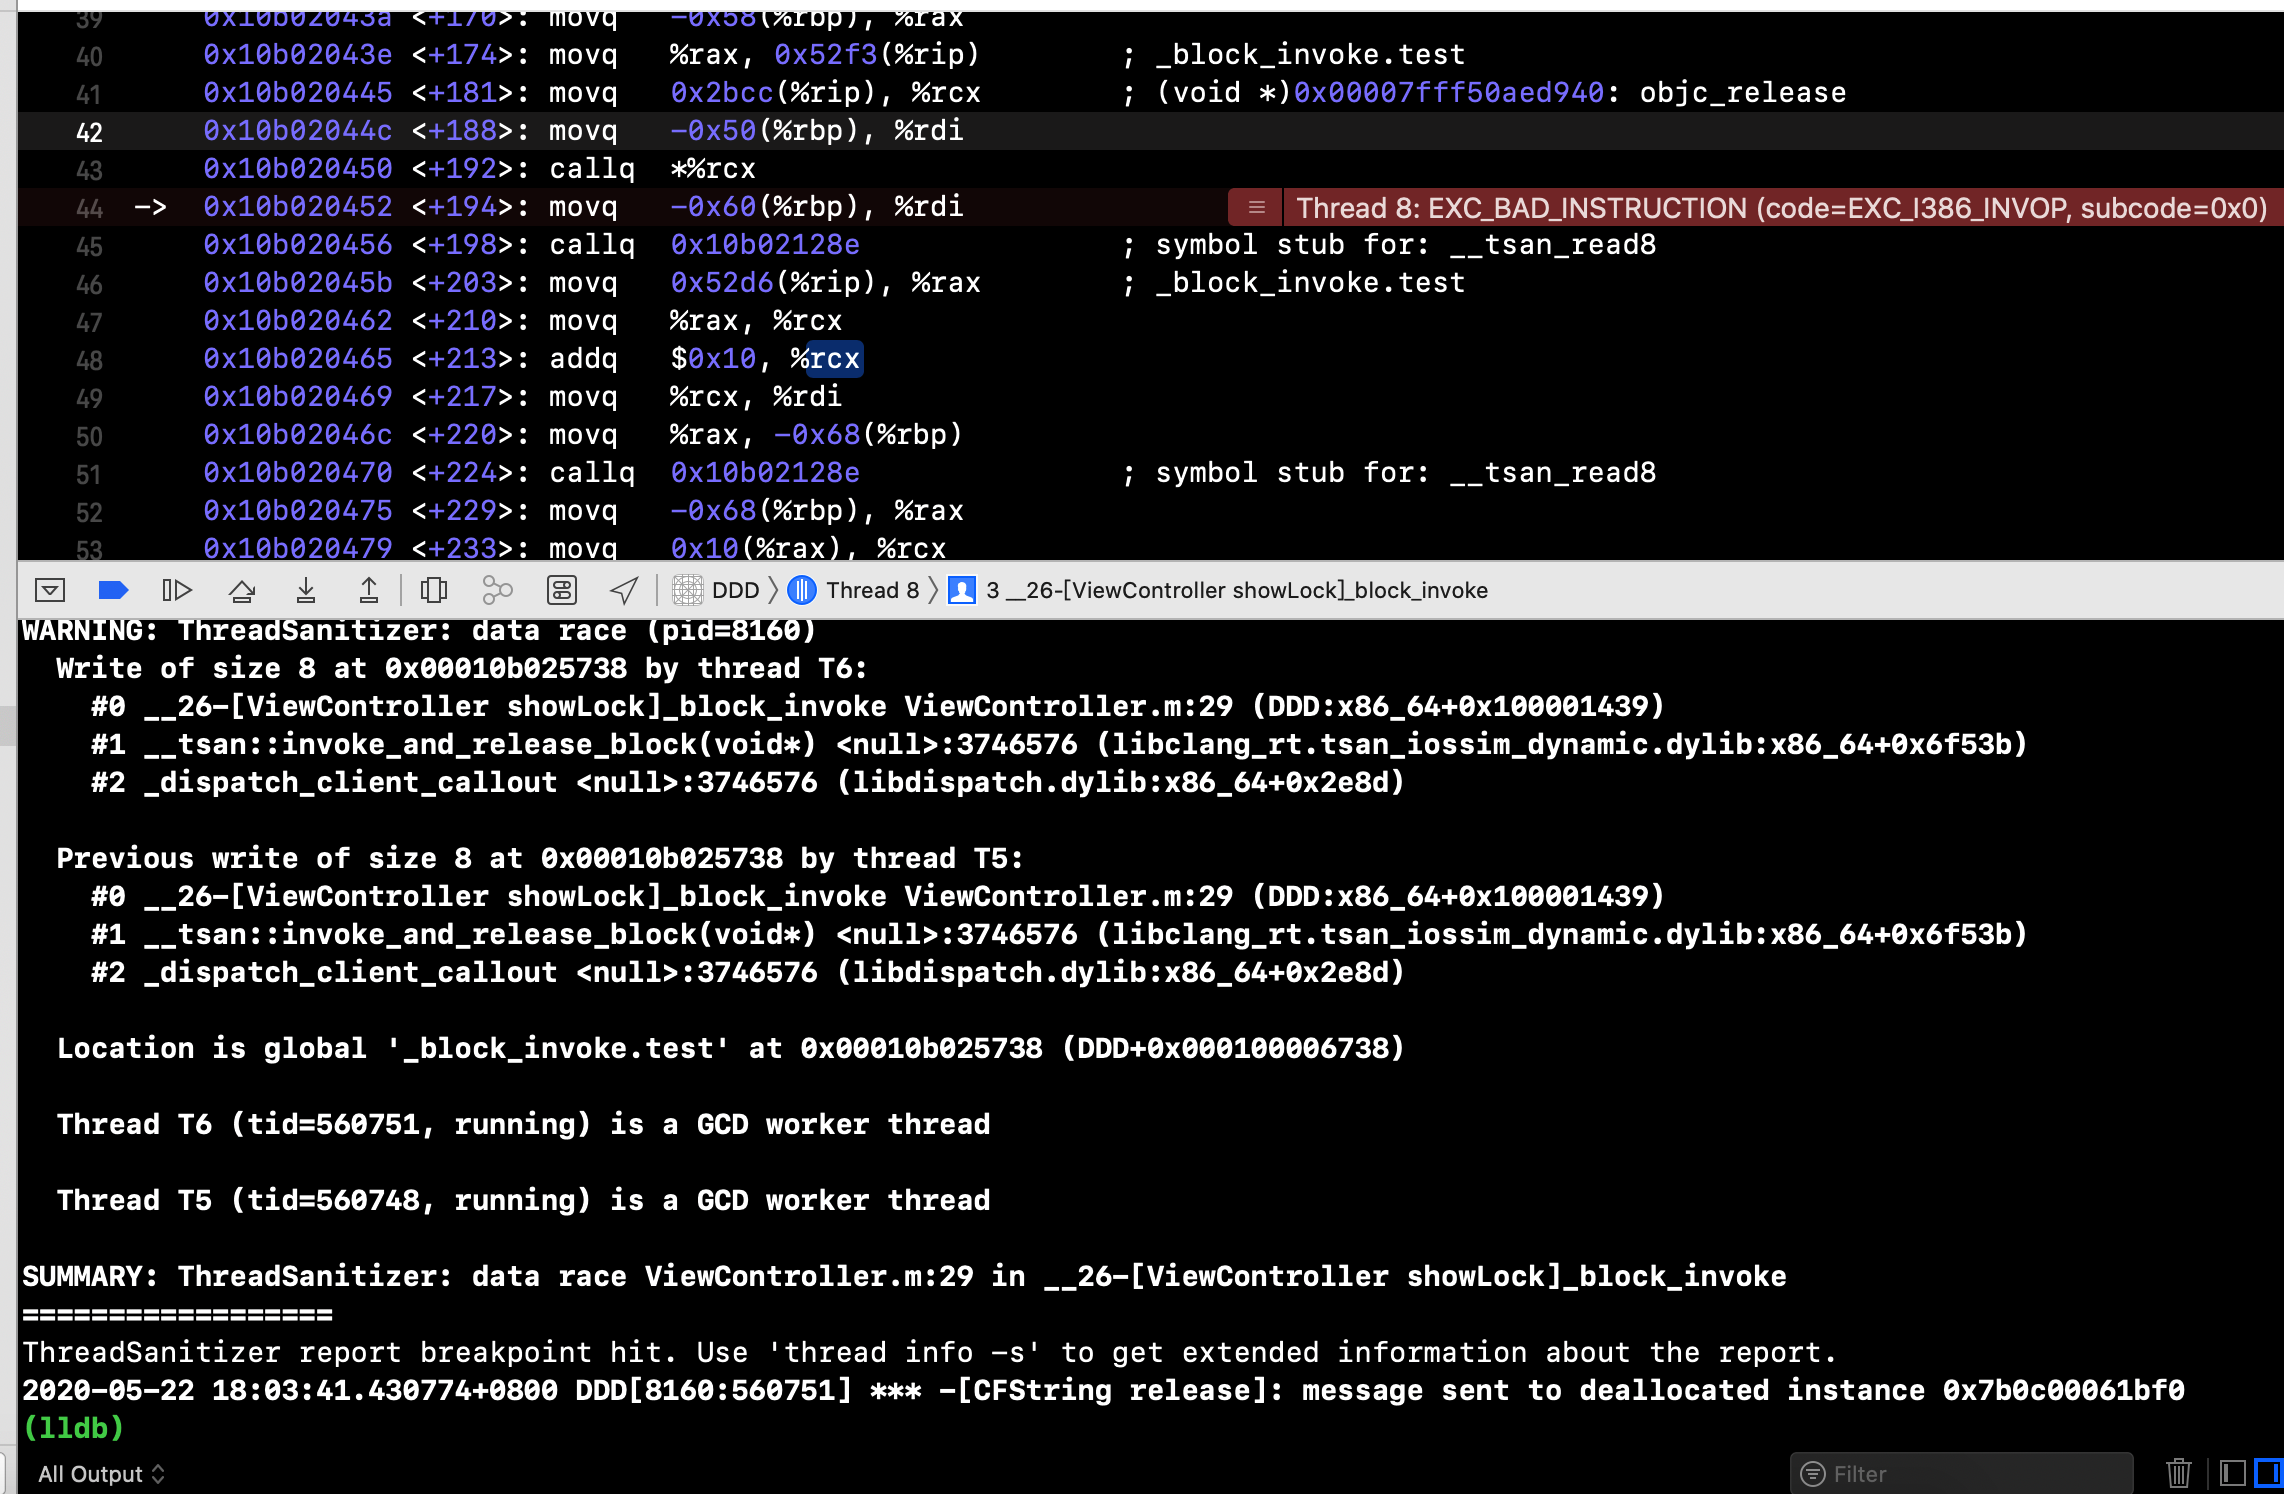 39 0x10b02043a <+170>: movq -0x58(%rbp), %rax
40 0x10b02043e <+174>: movq %rax, 0x52f3(%rip) ; _block_invoke.test
41 0x10b020445 <+181>: movq 0x2bcc(%rip), %rcx ; (void *)0x00007fff50aed940: objc_release
42 0x10b02044c <+188>: movq -0x50(%rbp), %rdi
43 0x10b020450 <+192>: callq *%rcx
44 -> 0x10b020452 <+194>: movq -0x60(%rbp), %rdi Thread 8: EXC_BAD_INSTRUCTION (code=EXC_I386_INVOP, subcode=0x0)
45 0x10b020456 <+198>: callq 0x10b02128e ; symbol stub for: __tsan_read8
46 0x10b02045b <+203>: movq 0x52d6(%rip), %rax ; _block_invoke.test
47 0x10b020462 <+210>: movq %rax, %rcx
48 0x10b020465 <+213>: addq $0x10, %rcx
49 0x10b020469 <+217>: movq %rcx, %rdi
50 0x10b02046c <+220>: movq %rax, -0x68(%rbp)
51 0x10b020470 <+224>: callq 0x10b02128e ; symbol stub for: __tsan_read8
52 0x10b020475 <+229>: movq -0x68(%rbp), %rax
53 0x10b020479 <+233>: movq 0x10(%rax), %rcx
DDD Thread 8 3 __26-[ViewController showLock]_block_invoke
WARNING: ThreadSanitizer: data race (pid=8160)
Write of size 8 at 0x00010b025738 by thread T6:
#0 __26-[ViewController showLock]_block_invoke ViewController.m:29 (DDD:x86_64+0x100001439)
#1 __tsan::invoke_and_release_block(void*) <null>:3746576 (libclang_rt.tsan_iossim_dynamic.dylib:x86_64+0x6f53b)
#2 _dispatch_client_callout <null>:3746576 (libdispatch.dylib:x86_64+0x2e8d)
Previous write of size 8 at 0x00010b025738 by thread T5:
#0 __26-[ViewController showLock]_block_invoke ViewController.m:29 (DDD:x86_64+0x100001439)
#1 __tsan::invoke_and_release_block(void*) <null>:3746576 (libclang_rt.tsan_iossim_dynamic.dylib:x86_64+0x6f53b)
#2 _dispatch_client_callout <null>:3746576 (libdispatch.dylib:x86_64+0x2e8d)
Location is global '_block_invoke.test' at 0x00010b025738 (DDD+0x000100006738)
Thread T6 (tid=560751, running) is a GCD worker thread
Thread T5 (tid=560748, running) is a GCD worker thread
SUMMARY: ThreadSanitizer: data race ViewController.m:29 in __26-[ViewController showLock]_block_invoke
==================
ThreadSanitizer report breakpoint hit. Use 'thread info -s' to get extended information about the report.
2020-05-22 18:03:41.430774+0800 DDD[8160:560751] *** -[CFString release]: message sent to deallocated instance 0x7b0c00061bf0
(lldb)
All Output Filter